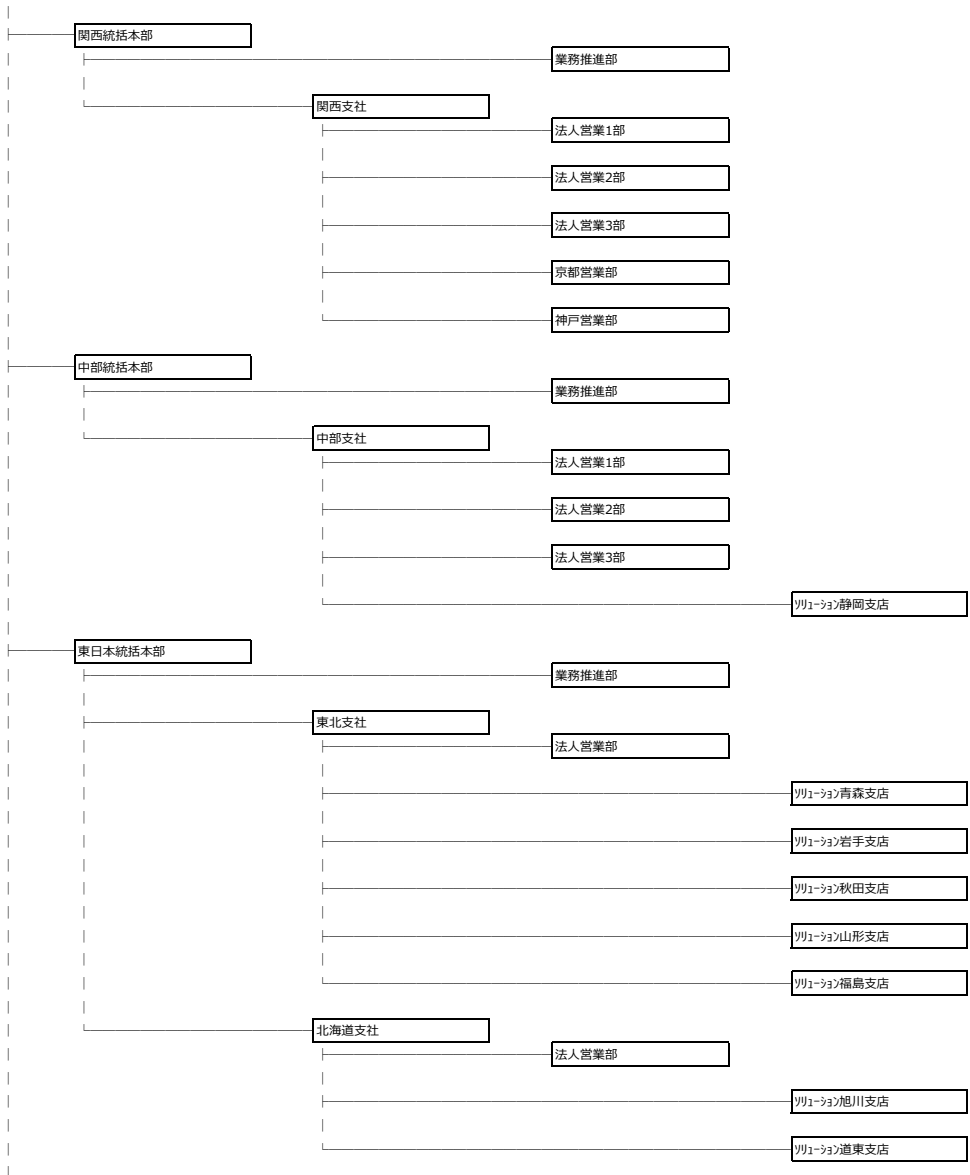 関西統括本部
業務推進部
関西支社
法人営業1部
法人営業2部
法人営業3部
京都営業部
神戸営業部
中部統括本部
業務推進部
中部支社
法人営業1部
法人営業2部
法人営業3部
ｿﾘｭｰｼｮﾝ静岡支店
東日本統括本部
業務推進部
東北支社
法人営業部
ｿﾘｭｰｼｮﾝ青森支店
ｿﾘｭｰｼｮﾝ岩手支店
ｿﾘｭｰｼｮﾝ秋田支店
ｿﾘｭｰｼｮﾝ山形支店
ｿﾘｭｰｼｮﾝ福島支店
北海道支社
法人営業部
ｿﾘｭｰｼｮﾝ旭川支店
ｿﾘｭｰｼｮﾝ道東支店